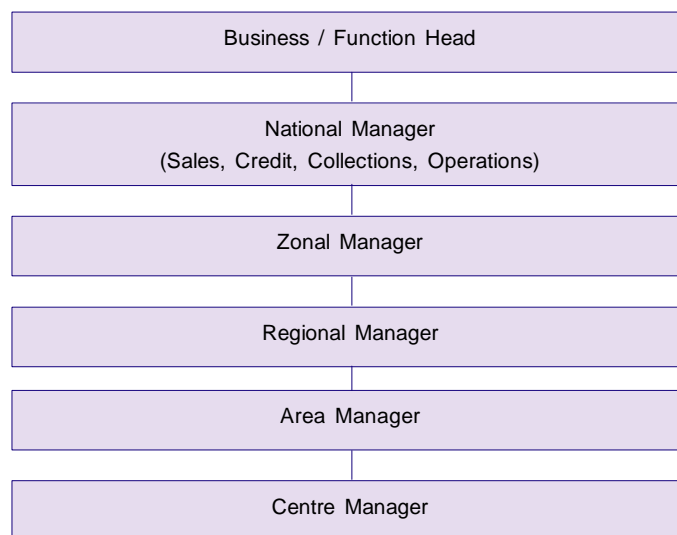 Business / Function Head
National Manager
(Sales, Credit, Collections, Operations)
Zonal Manager
Regional Manager
Area Manager
Centre Manager